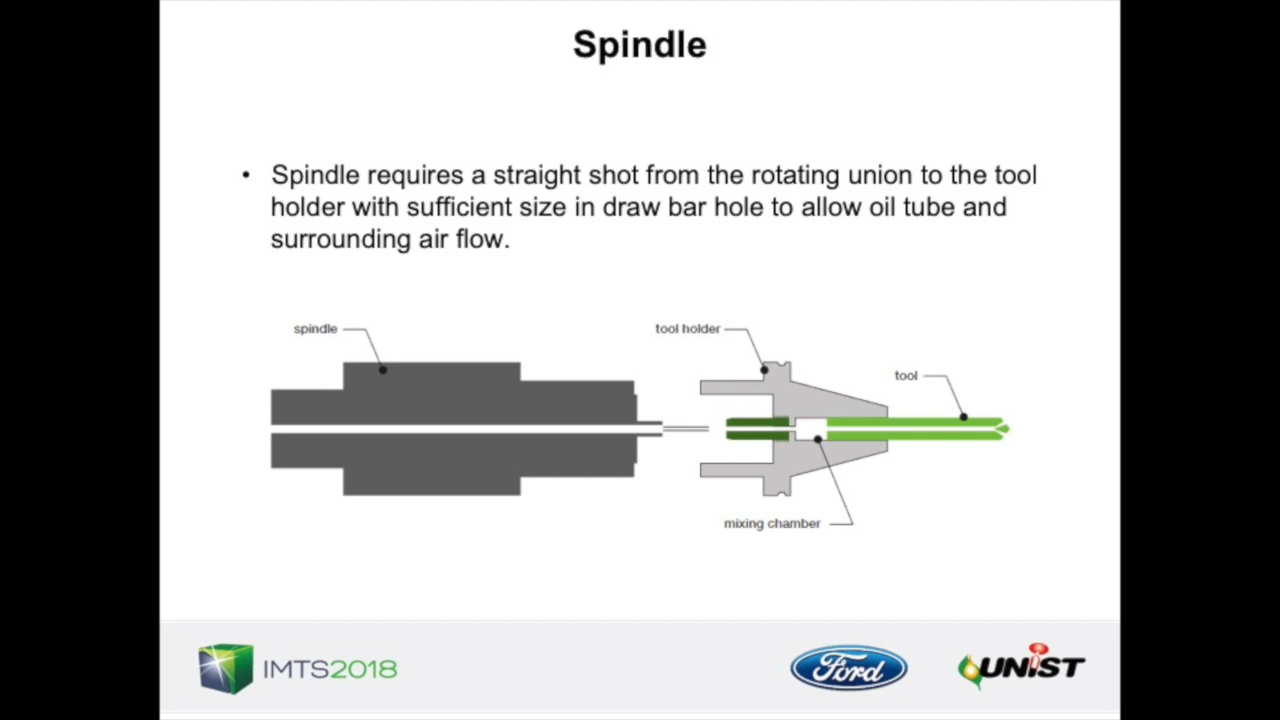 Spindle
• Spindle requires a straight shot from the rotating union to the tool
holder with sufficient size in draw bar hole to allow oil tube and
surrounding air flow.
spindle
tool holder
tool
mixing chamber
IMTS2018
Ford
UNIST